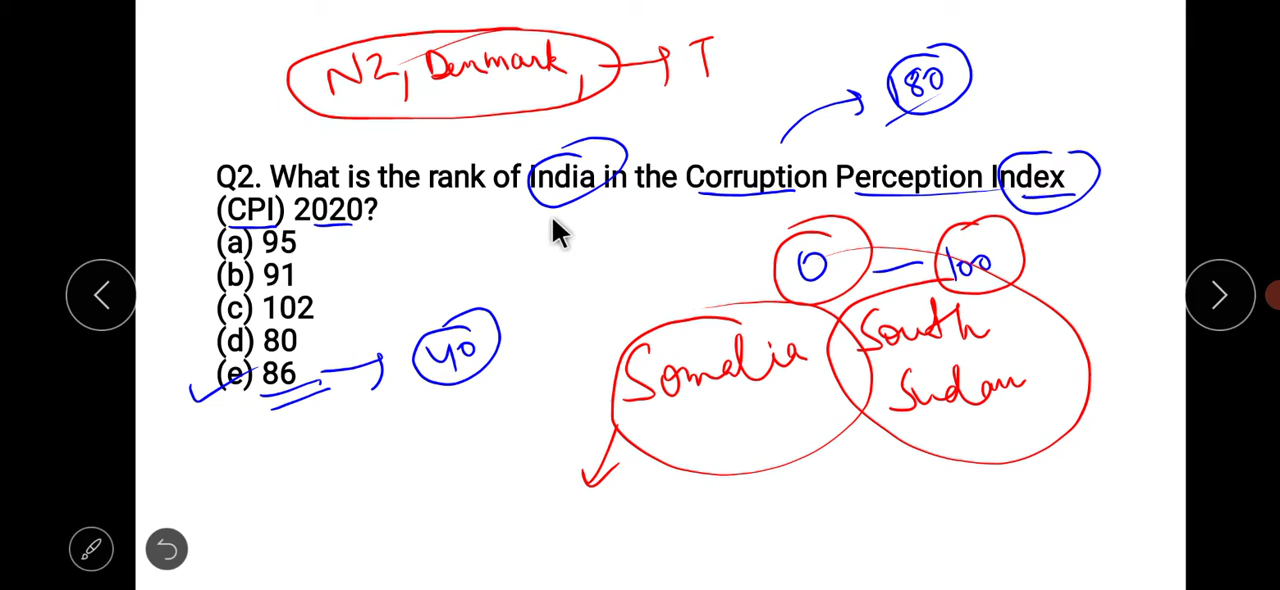 NZ, Denmark, → T
180
Q2. What is the rank of India in the Corruption Perception Index
(CPI) 2020?
(a) 95
(b) 91
(c) 102
(d) 80
(e) 86 → 40
0 — 100
Somalia
South
Sudan